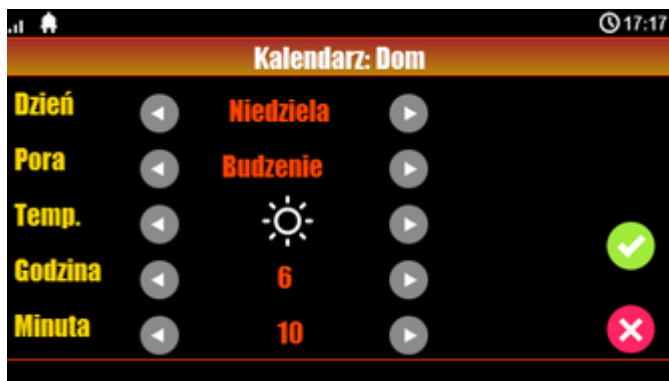 17:17
Kalendarz: Dom
Dzień Niedziela
Pora Budzenie
Temp.
Godzina 6
Minuta 10